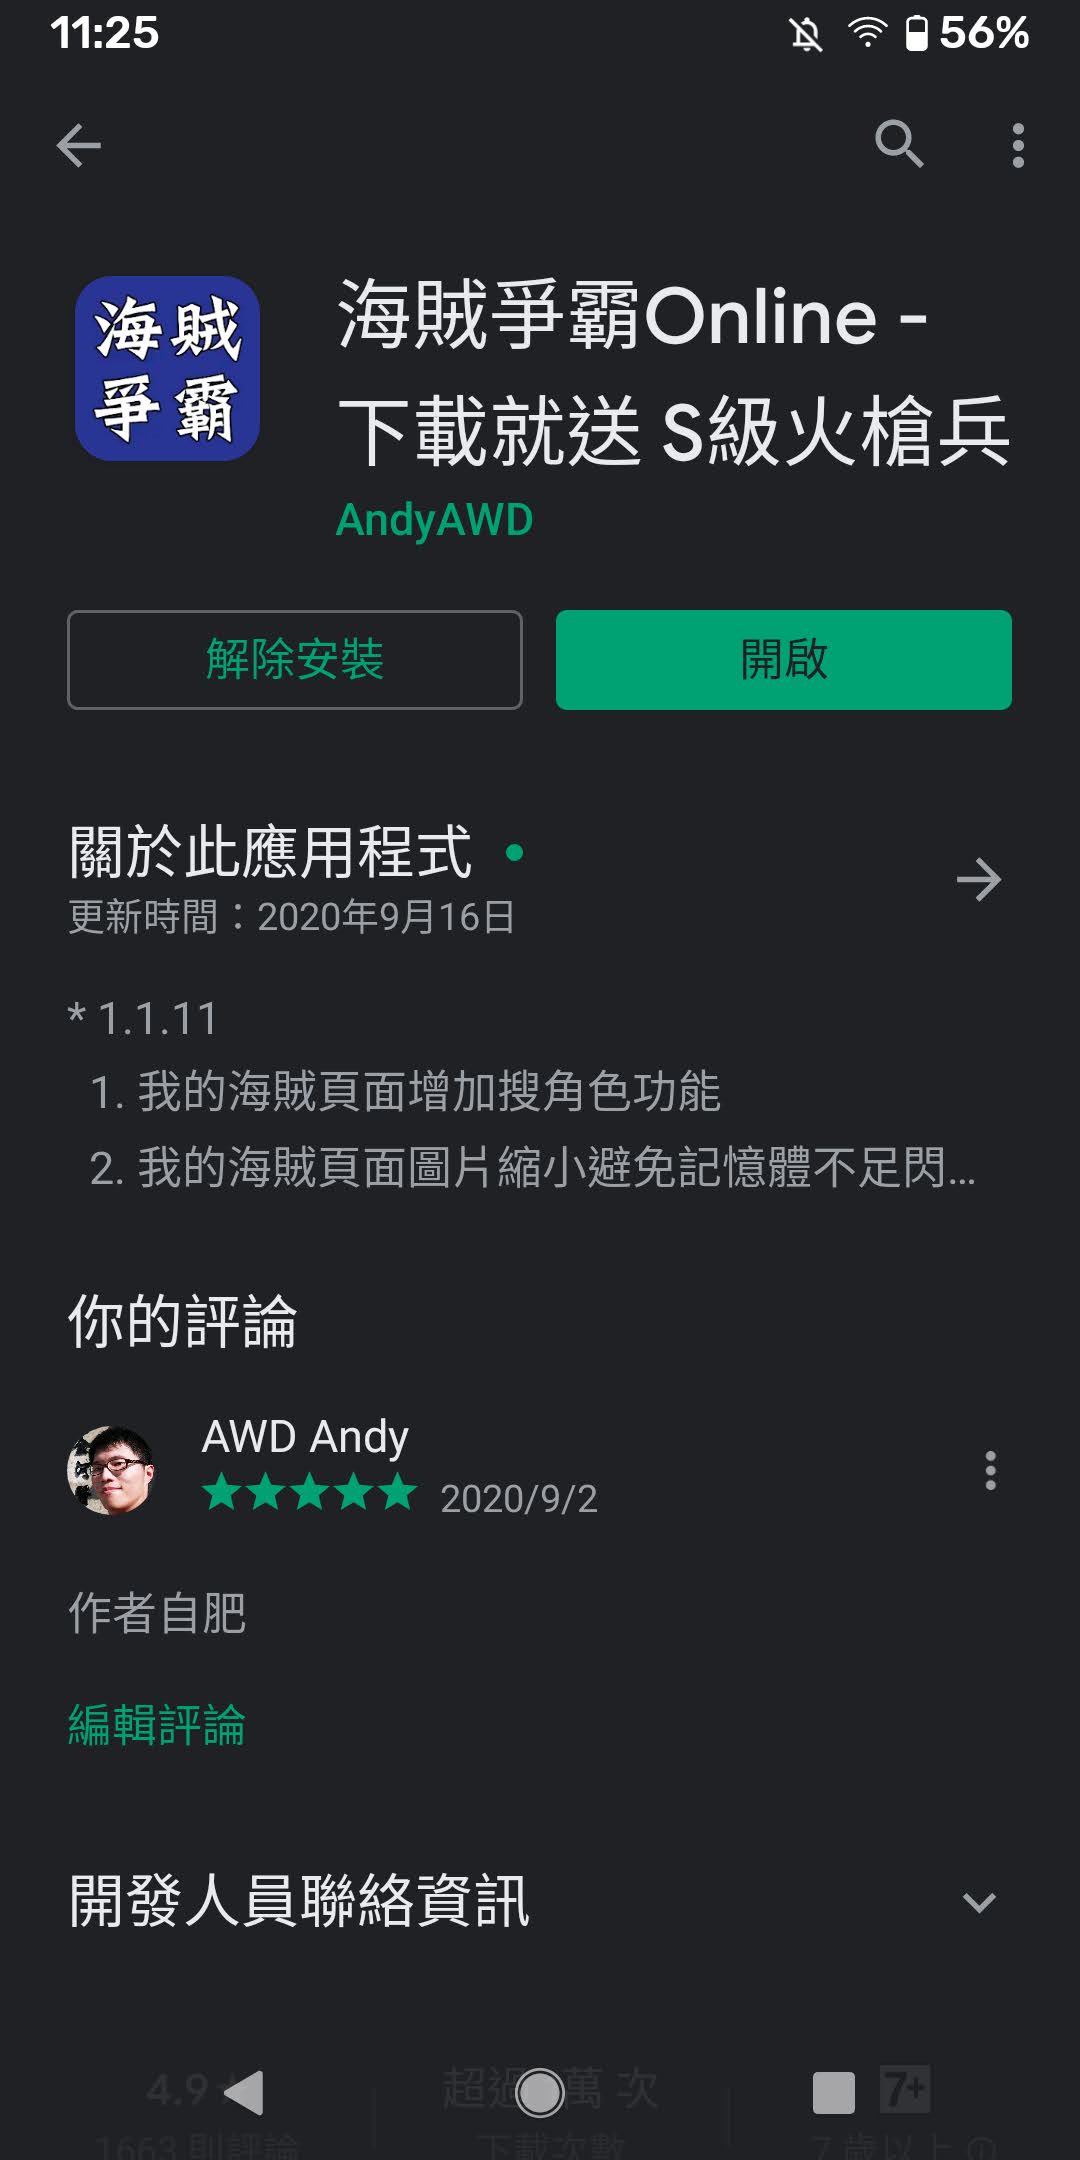 11:25
56%
海賊
爭霸
海賊爭霸Online -
下載就送 S級火槍兵
AndyAWD
解除安裝
開啟
關於此應用程式
更新時間：2020年9月16日
* 1.1.11
1. 我的海賊頁面增加搜角色功能
2. 我的海賊頁面圖片縮小避免記憶體不足閃...
你的評論
AWD Andy
2020/9/2
作者自肥
編輯評論
開發人員聯絡資訊
4.9
超過 萬 次
7+
1663 則評論
下載次數
7 歲以上